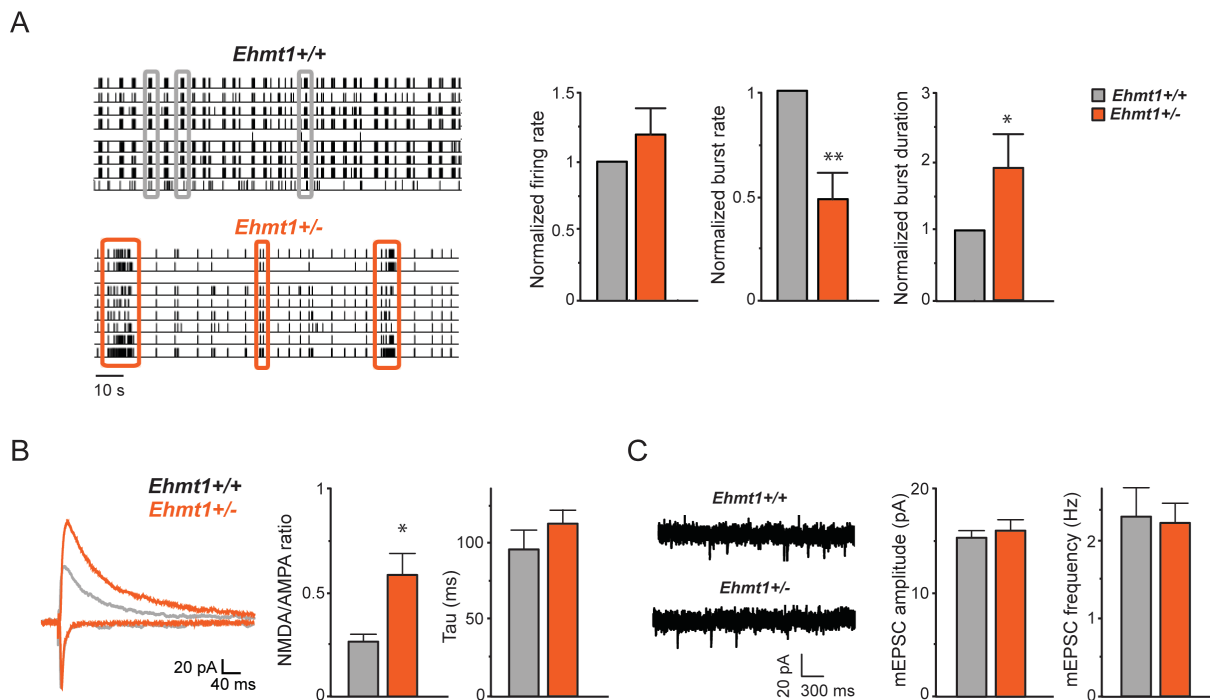 A
Ehmt1+/+
Ehmt1+/-
10 s
Normalized firing rate
1.5
1
0.5
0
Normalized burst rate
1
0.5
0
**
Normalized burst duration
3
2
1
0
*
Ehmt1+/+
Ehmt1+/-
B
Ehmt1+/+
Ehmt1+/-
20 pA
40 ms
NMDA/AMPA ratio
1
0.5
0
*
Tau (ms)
100
50
0
C
Ehmt1+/+
Ehmt1+/-
20 pA
300 ms
mEPSC amplitude (pA)
20
10
0
mEPSC frequency (Hz)
2
1
0